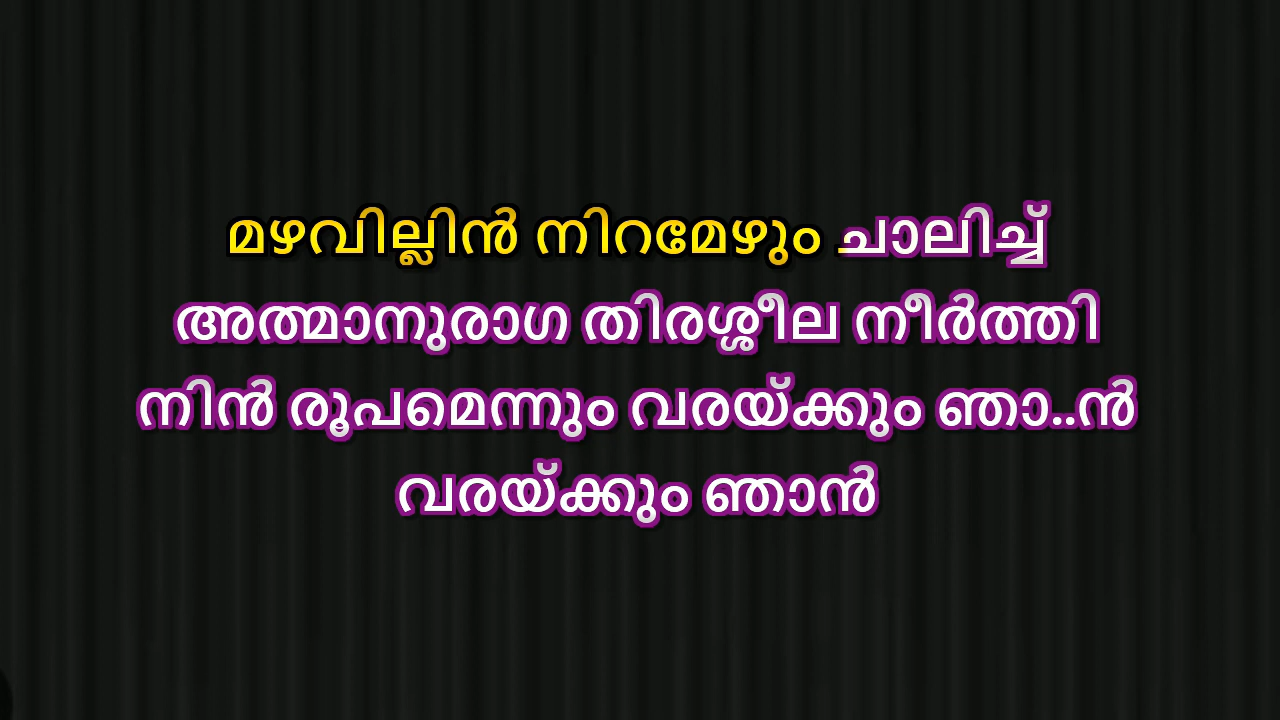 മഴവില്ലിൻ നിറമേഴും ചാലിച്ച്
അത്മാനുരാഗ തിരശ്ശീല നീർത്തി
നിൻ രൂപമെന്നും വരയ്ക്കും ഞാ..ൻ
വരയ്ക്കും ഞാൻ